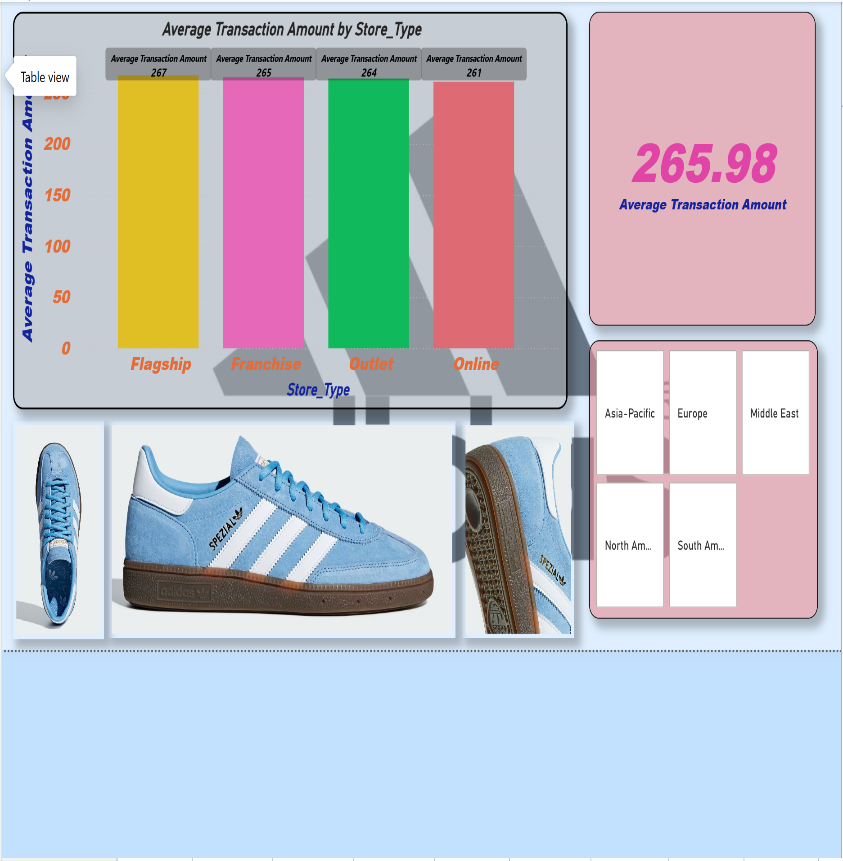 Average Transaction Amount by Store_Type
Average Transaction Amount
267
Average Transaction Amount
265
Average Transaction Amount
264
Average Transaction Amount
261
Table view
Average Transaction Amo
200
150
100
50
0
Flagship
Franchise
Outlet
Online
Store_Type
265.98
Average Transaction Amount
Asia-Pacific
Europe
Middle East
North Am...
South Am...
SPEZIAL
adidas
SPEZIAL